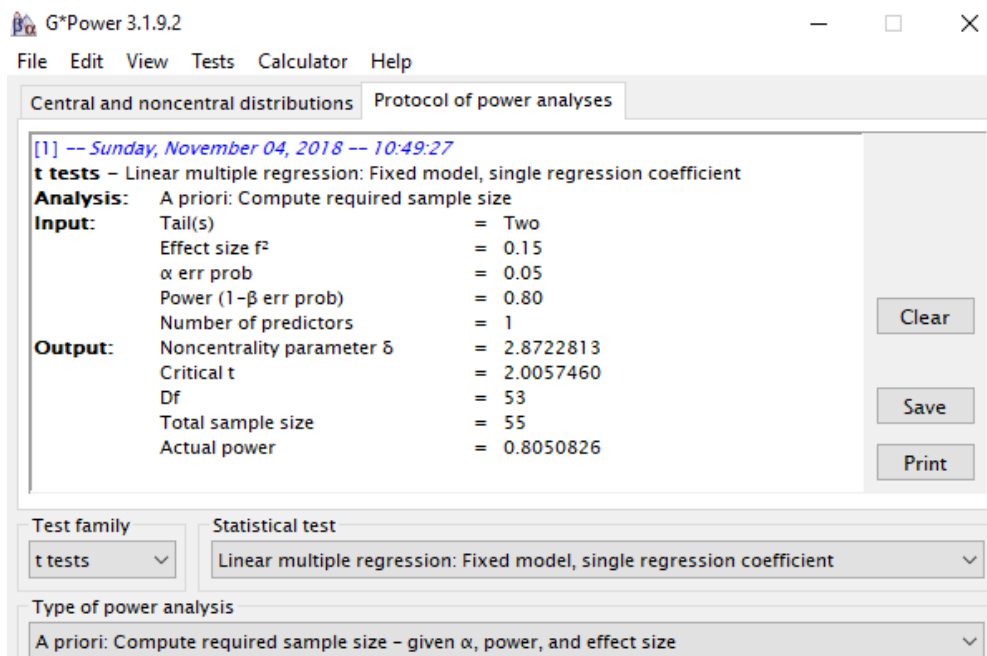 G*Power 3.1.9.2
File Edit View Tests Calculator Help
Central and noncentral distributions Protocol of power analyses
[1] -- Sunday, November 04, 2018 -- 10:49:27
t tests – Linear multiple regression: Fixed model, single regression coefficient
Analysis: A priori: Compute required sample size
Input: Tail(s) = Two
Effect size f² = 0.15
α err prob = 0.05
Power (1-β err prob) = 0.80
Number of predictors = 1
Output: Noncentrality parameter δ = 2.8722813
Critical t = 2.0057460
Df = 53
Total sample size = 55
Actual power = 0.8050826
Clear
Save
Print
Test family Statistical test
t tests Linear multiple regression: Fixed model, single regression coefficient
Type of power analysis
A priori: Compute required sample size – given α, power, and effect size